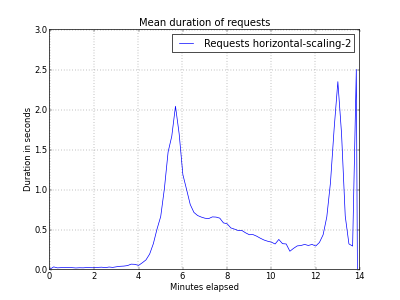 Mean duration of requests
Requests horizontal-scaling-2
3.0
2.5
2.0
1.5
1.0
0.5
0.0
Duration in seconds
0 2 4 6 8 10 12 14
Minutes elapsed